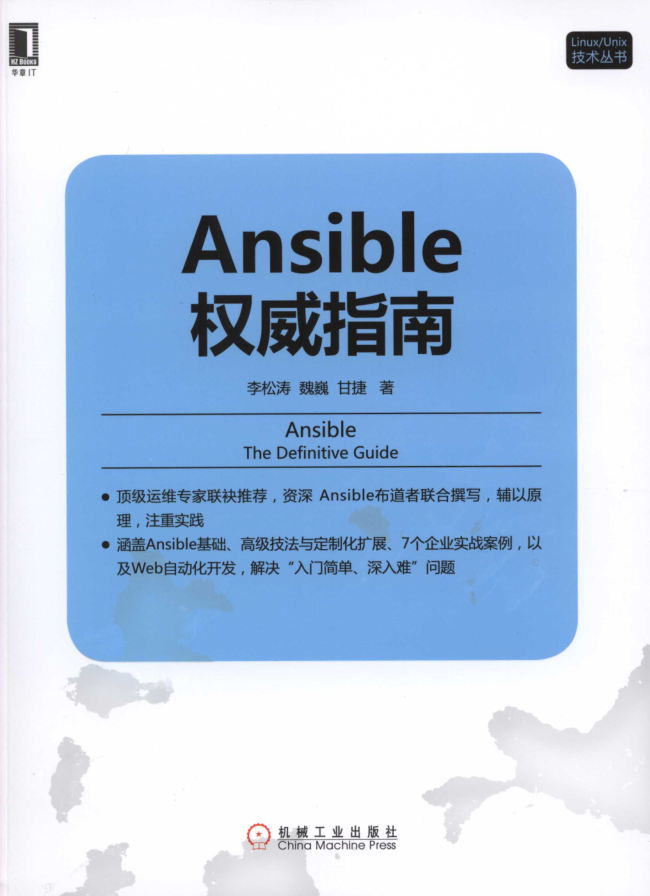 HZ BOOKS
华章 IT
Linux/Unix
技术丛书
Ansible
权威指南
李松涛 魏巍 甘捷 著
Ansible
The Definitive Guide
● 顶级运维专家联袂推荐，资深 Ansible布道者联合撰写，辅以原
理，注重实践
● 涵盖Ansible基础、高级技法与定制化扩展、7个企业实战案例，以
及Web自动化开发，解决“入门简单、深入难”问题
机械工业出版社
China Machine Press